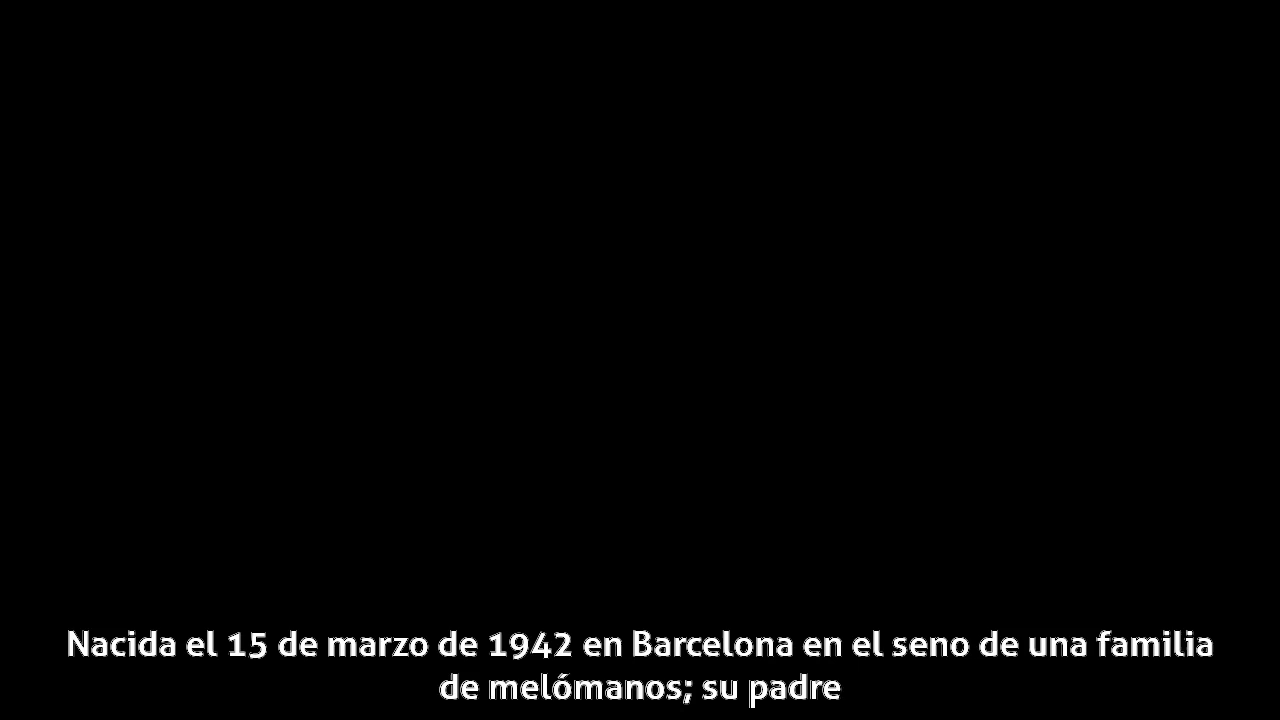 Nacida el 15 de marzo de 1942 en Barcelona en el seno de una familia
de melómanos; su padre